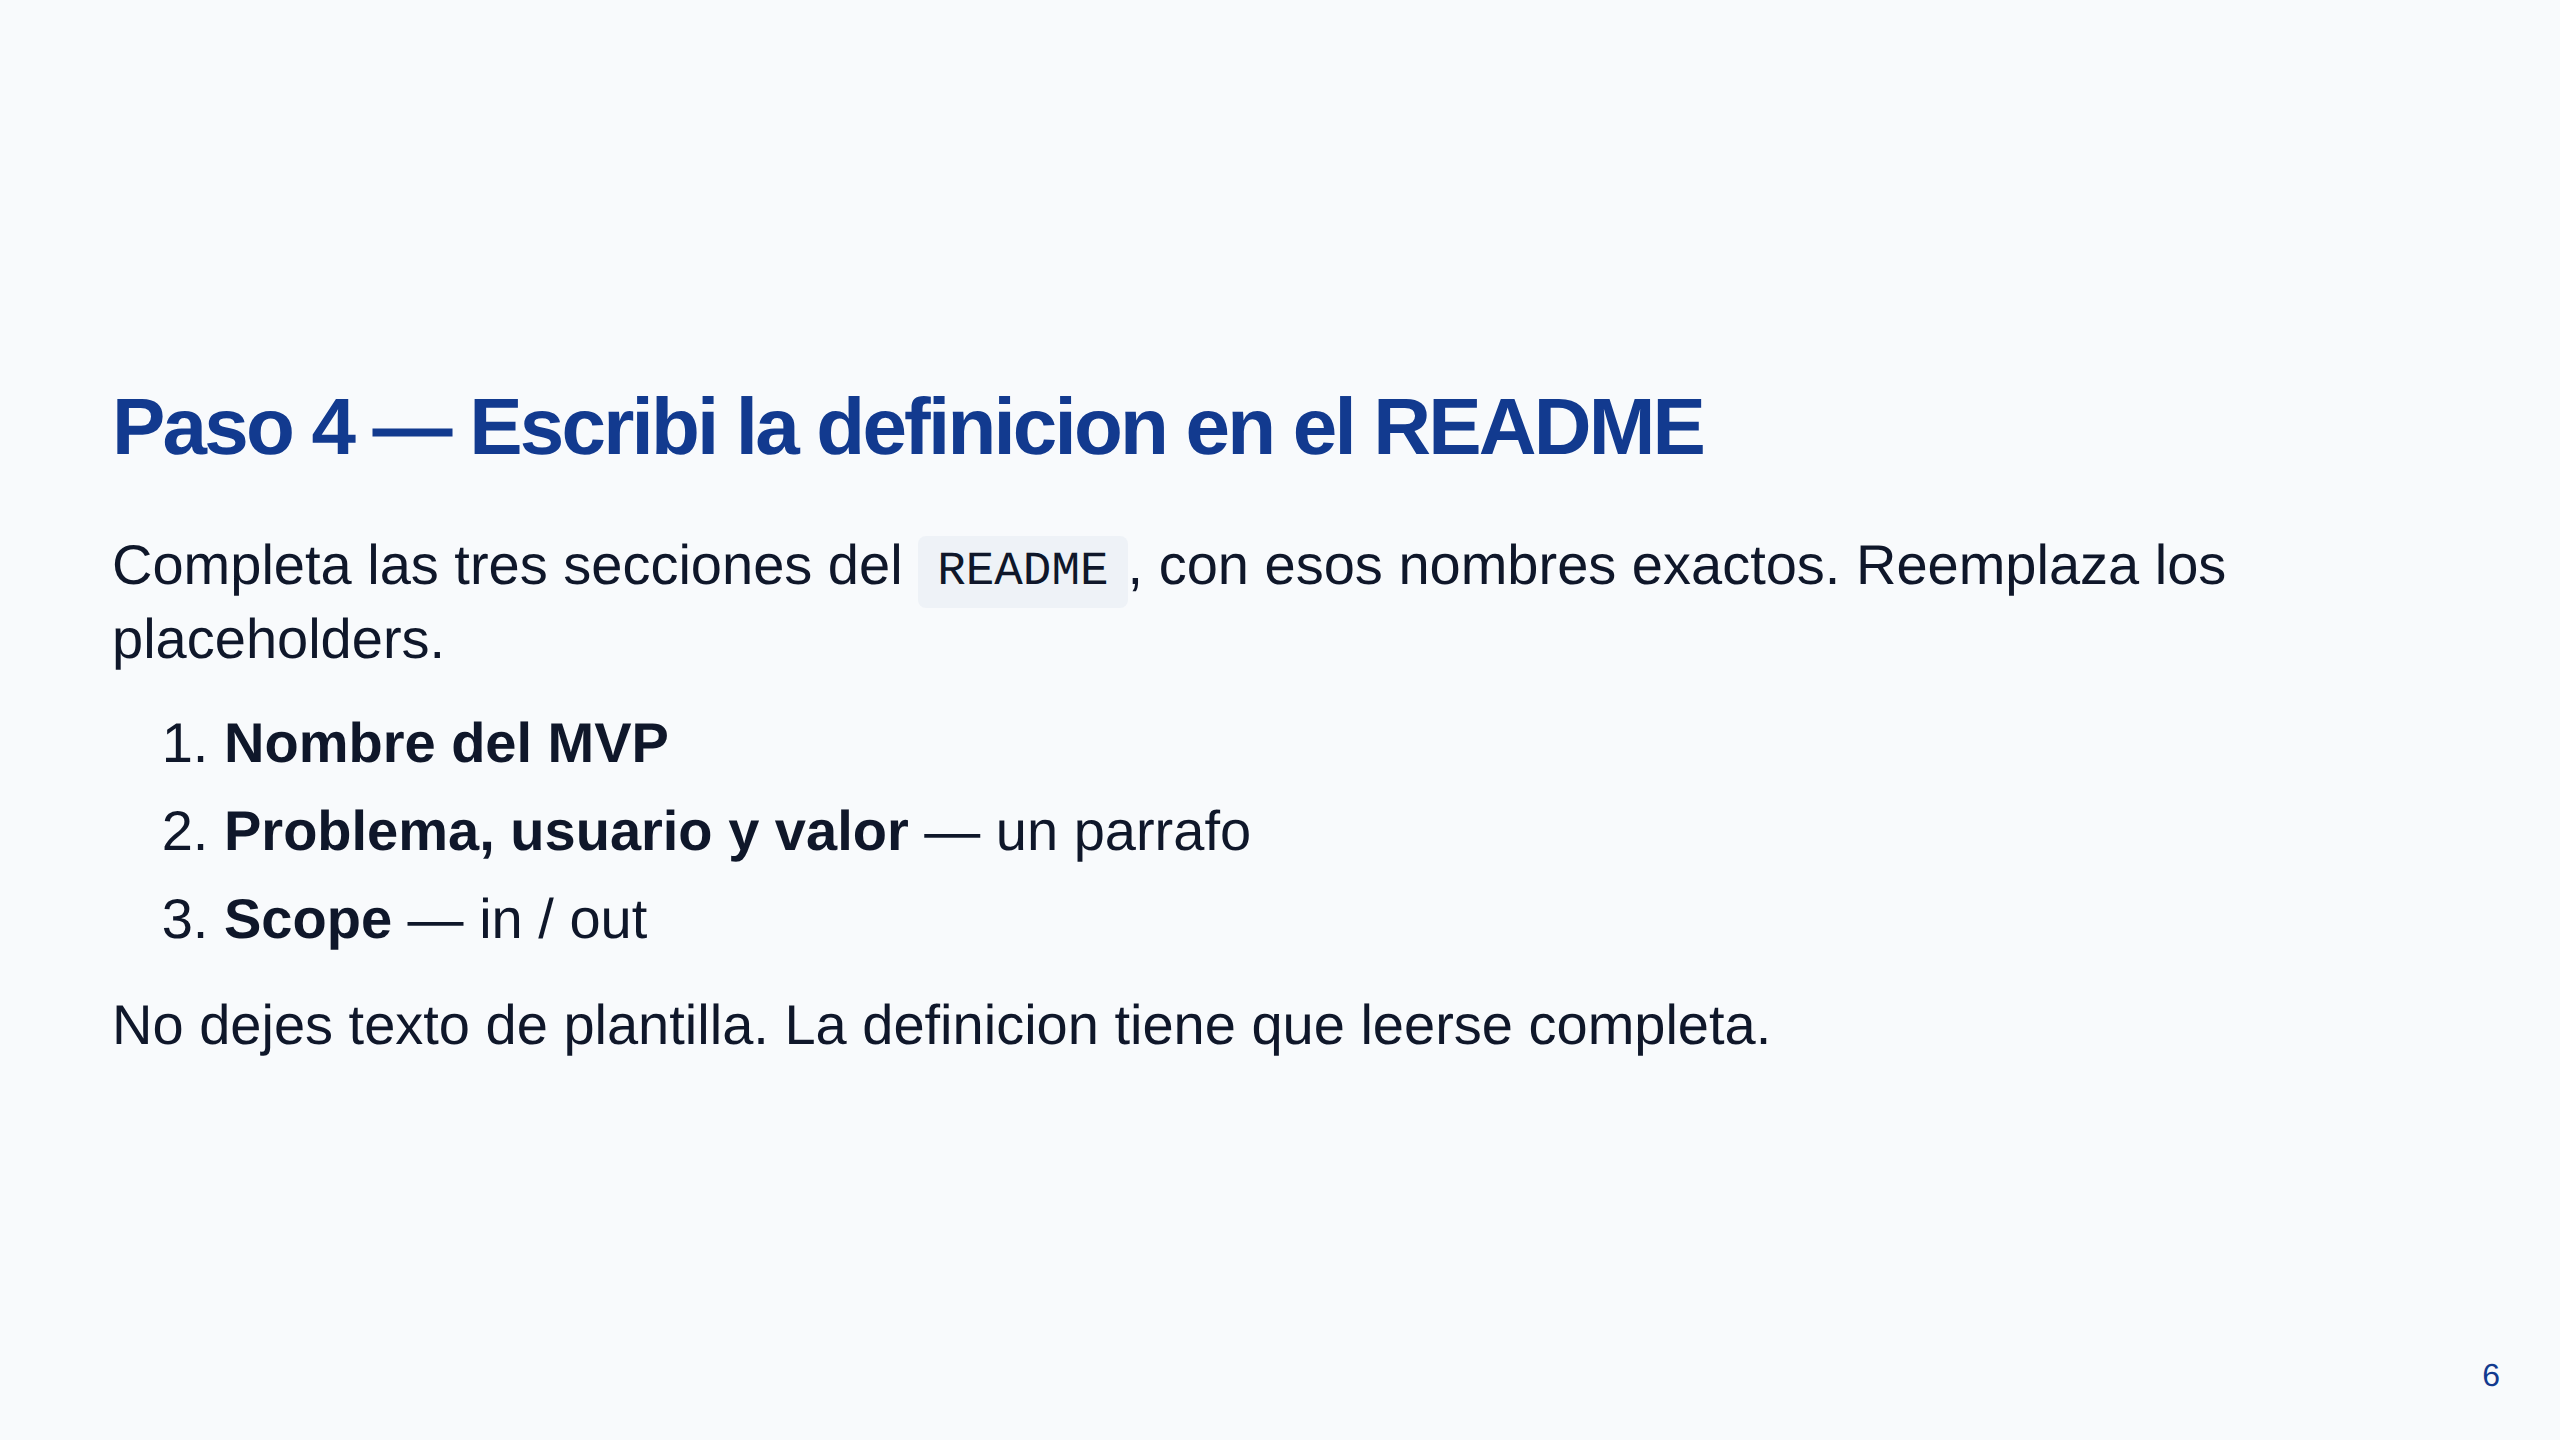 Paso 4 — Escribi la definicion en el README
Completa las tres secciones del README, con esos nombres exactos. Reemplaza los
placeholders.
1. Nombre del MVP
2. Problema, usuario y valor — un parrafo
3. Scope — in / out
No dejes texto de plantilla. La definicion tiene que leerse completa.
6